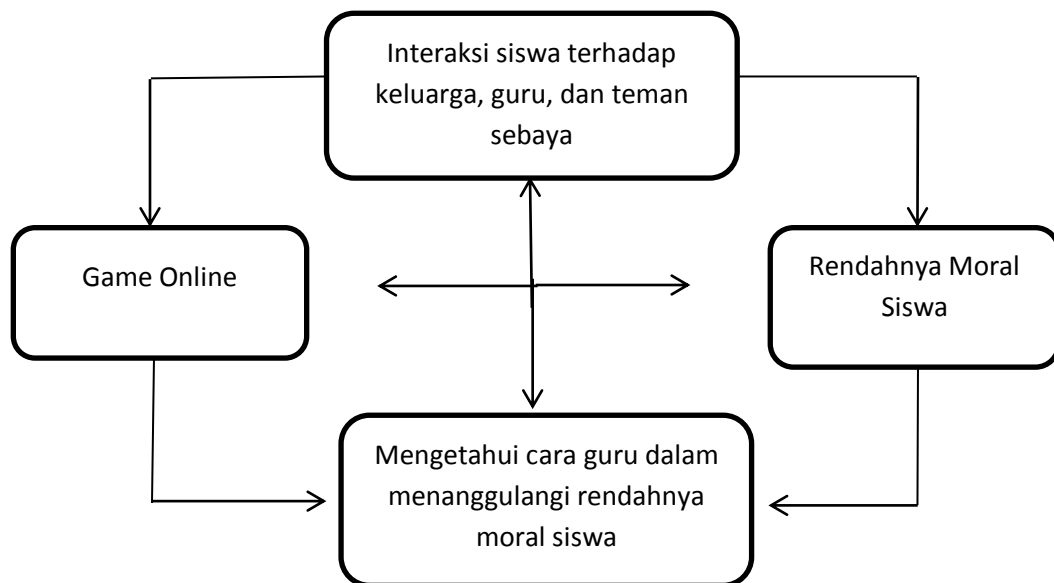 Interaksi siswa terhadap
keluarga, guru, dan teman
sebaya
Game Online
Rendahnya Moral
Siswa
Mengetahui cara guru dalam
menanggulangi rendahnya
moral siswa